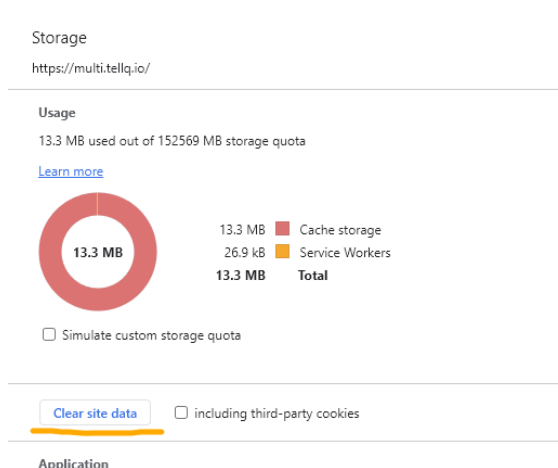 Storage
https://multi.tellq.io/
Usage
13.3 MB used out of 152569 MB storage quota
Learn more
13.3 MB
13.3 MB Cache storage
26.9 kB Service Workers
13.3 MB Total
Simulate custom storage quota
Clear site data including third-party cookies
Application